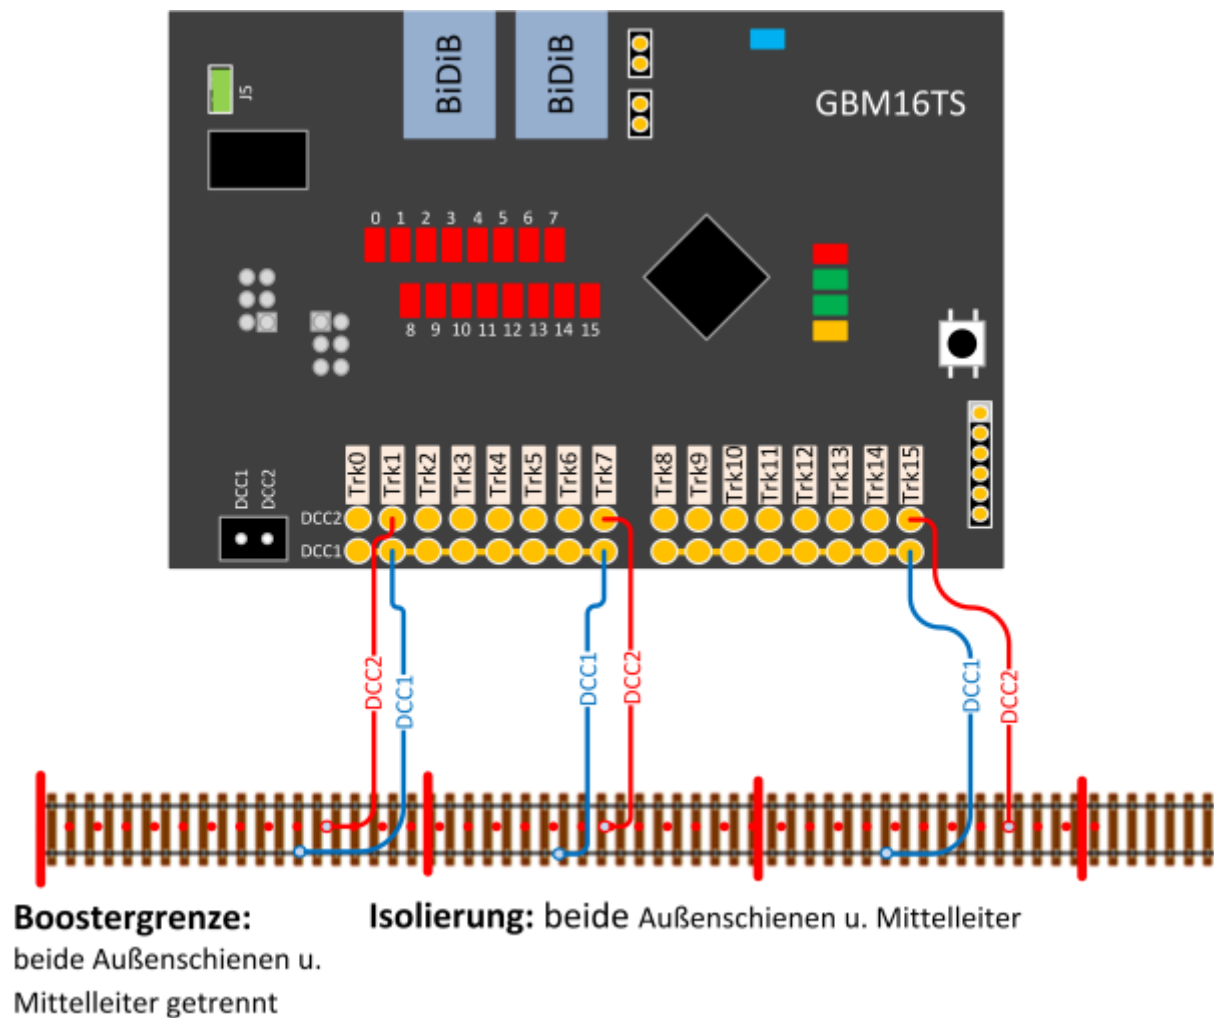 BiDiB BiDiB
J5
GBM16TS
0 1 2 3 4 5 6 7
8 9 10 11 12 13 14 15
DCC1 DCC2
Trk0 Trk1 Trk2 Trk3 Trk4 Trk5 Trk6 Trk7 Trk8 Trk9 Trk10 Trk11 Trk12 Trk13 Trk14 Trk15
DCC2
DCC1
DCC2 DCC1 DCC1 DCC2 DCC1 DCC2
Boostergrenze:
beide Außenschienen u.
Mittelleiter getrennt
Isolierung: beide Außenschienen u. Mittelleiter